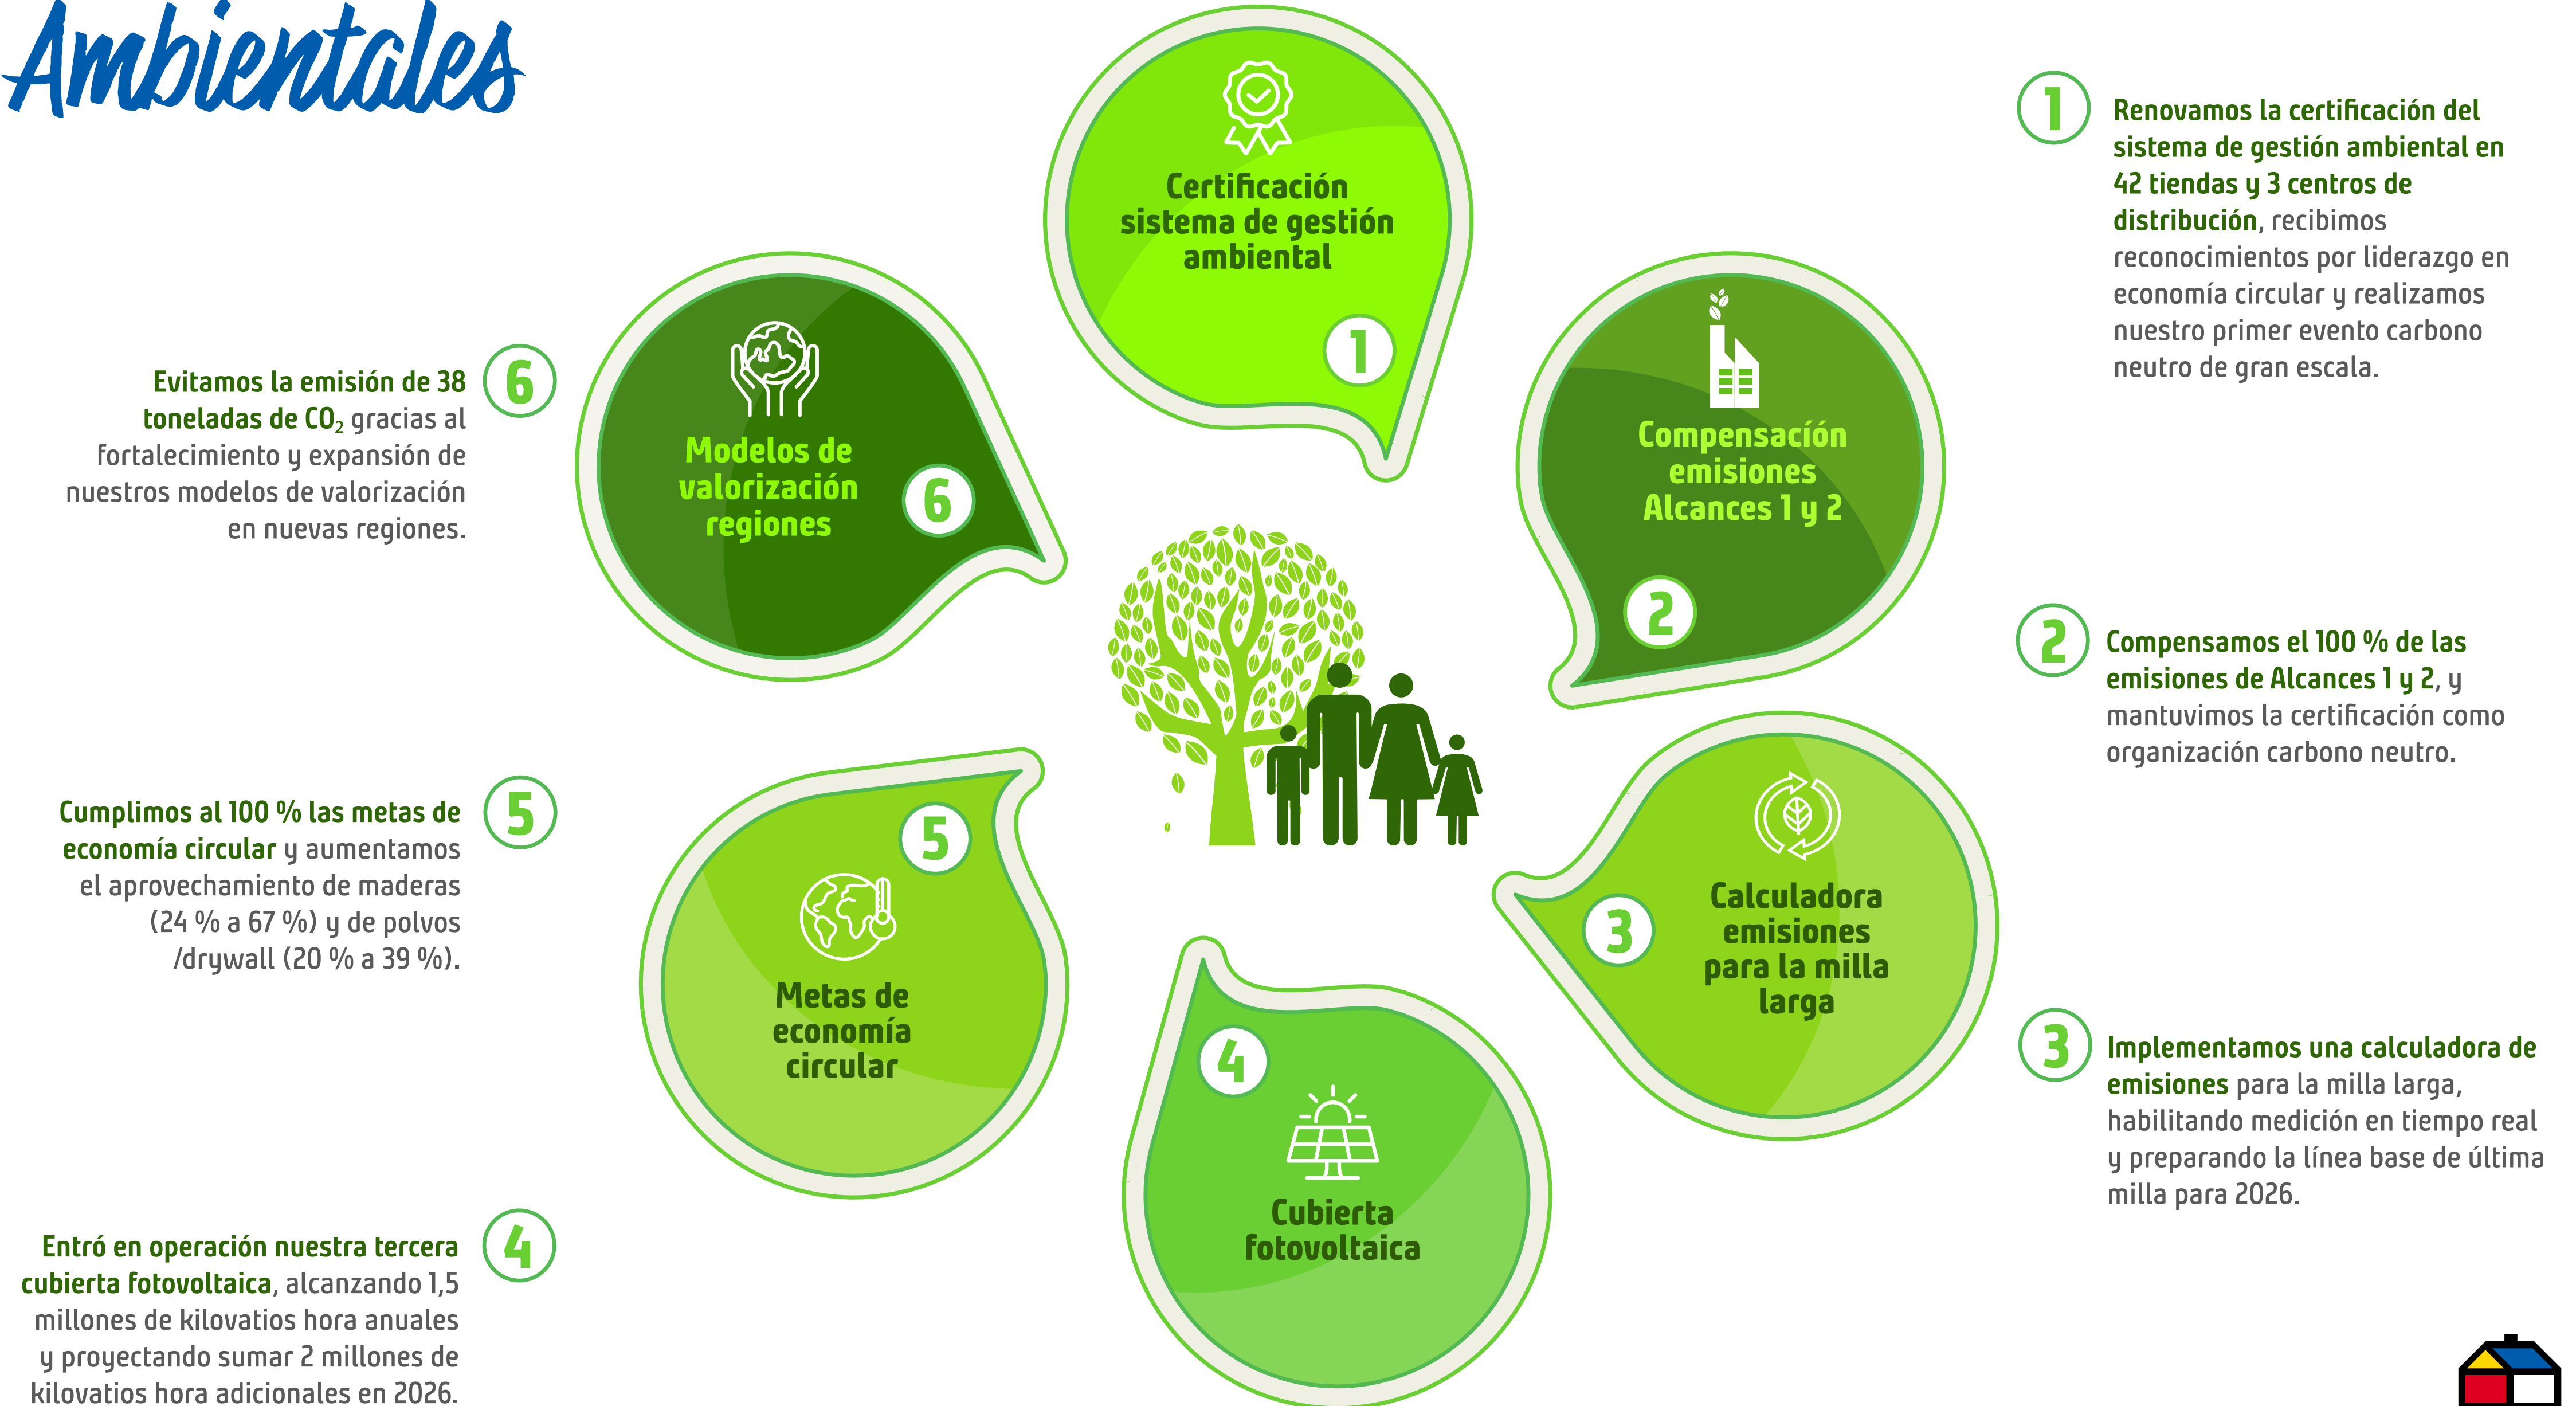 Ambientales
Certificación
sistema de gestión
ambiental
1
Compensacíón
emisiones
Alcances 1 y 2
2
Calculadora
emisiones
para la milla
larga
3
4
Cubierta
fotovoltaica
5
Metas de
economía
circular
Modelos de
valorización
regiones
6
1
Renovamos la certificación del
sistema de gestión ambiental en
42 tiendas y 3 centros de
distribución, recibimos
reconocimientos por liderazgo en
economía circular y realizamos
nuestro primer evento carbono
neutro de gran escala.
2
Compensamos el 100 % de las
emisiones de Alcances 1 y 2, y
mantuvimos la certificación como
organización carbono neutro.
3
Implementamos una calculadora de
emisiones para la milla larga,
habilitando medición en tiempo real
y preparando la línea base de última
milla para 2026.
4
Entró en operación nuestra tercera
cubierta fotovoltaica, alcanzando 1,5
millones de kilovatios hora anuales
y proyectando sumar 2 millones de
kilovatios hora adicionales en 2026.
5
Cumplimos al 100 % las metas de
economía circular y aumentamos
el aprovechamiento de maderas
(24 % a 67 %) y de polvos
/drywall (20 % a 39 %).
6
Evitamos la emisión de 38
toneladas de CO₂ gracias al
fortalecimiento y expansión de
nuestros modelos de valorización
en nuevas regiones.